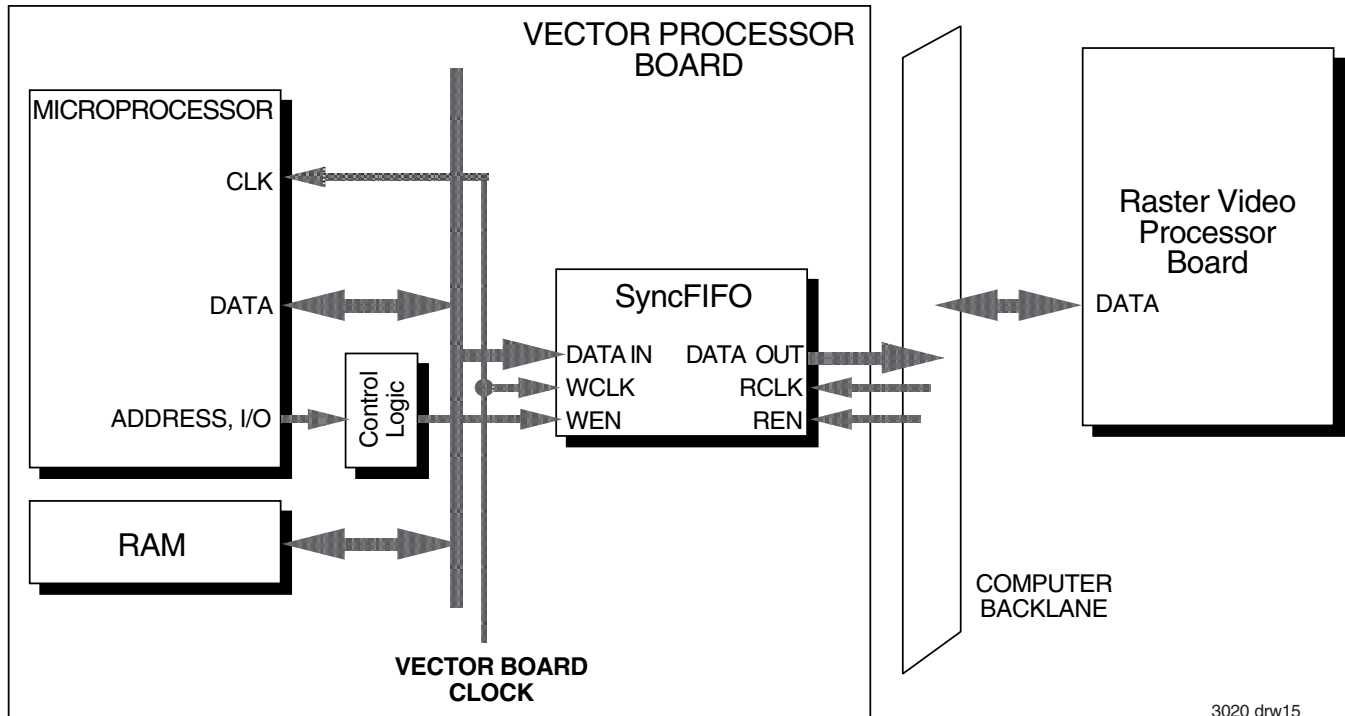 VECTOR PROCESSOR
BOARD
MICROPROCESSOR
CLK
DATA
ADDRESS, I/O
Control
Logic
RAM
SyncFIFO
DATA IN DATA OUT
WCLK RCLK
WEN REN
VECTOR BOARD
CLOCK
COMPUTER
BACKLANE
Raster Video
Processor
Board
DATA
3020 drw15